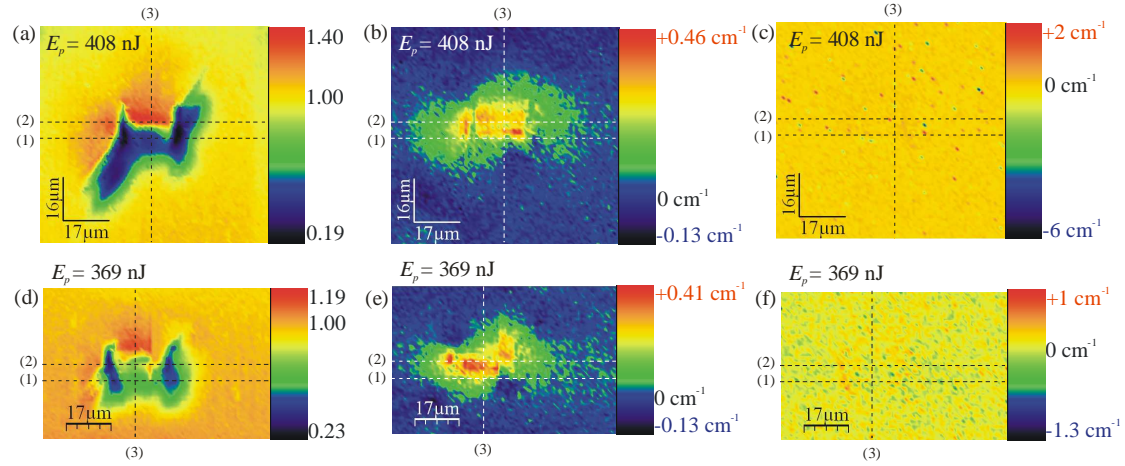 (3)
(3)
(3)
(a)
E_p = 408 nJ
1.40
1.00
0.19
(2)
(1)
16μm
17μm
(b)
E_p = 408 nJ
+0.46 cm⁻¹
0 cm⁻¹
-0.13 cm⁻¹
(2)
(1)
16μm
17μm
(c)
E_p = 408 nJ
+2 cm⁻¹
0 cm⁻¹
-6 cm⁻¹
(2)
(1)
16μm
17μm
(d)
E_p = 369 nJ
1.19
1.00
0.23
(2)
(1)
17μm
(3)
(e)
E_p = 369 nJ
+0.41 cm⁻¹
0 cm⁻¹
-0.13 cm⁻¹
(2)
(1)
17μm
(3)
(f)
E_p = 369 nJ
+1 cm⁻¹
0 cm⁻¹
-1.3 cm⁻¹
(2)
(1)
17μm
(3)